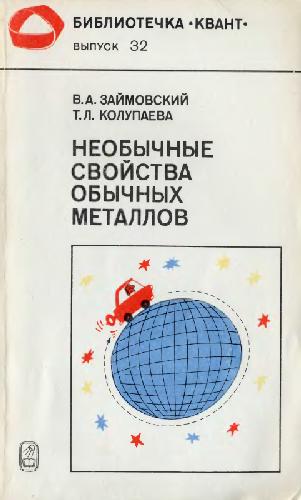 БИБЛИОТЕЧКА •КВАНТ•
ВЫПУСК 32
В.А. ЗАЙМОВСКИЙ
Т.Л. КОЛУПАЕВА
НЕОБЫЧНЫЕ
СВОЙСТВА
ОБЫЧНЫХ
МЕТАЛЛОВ